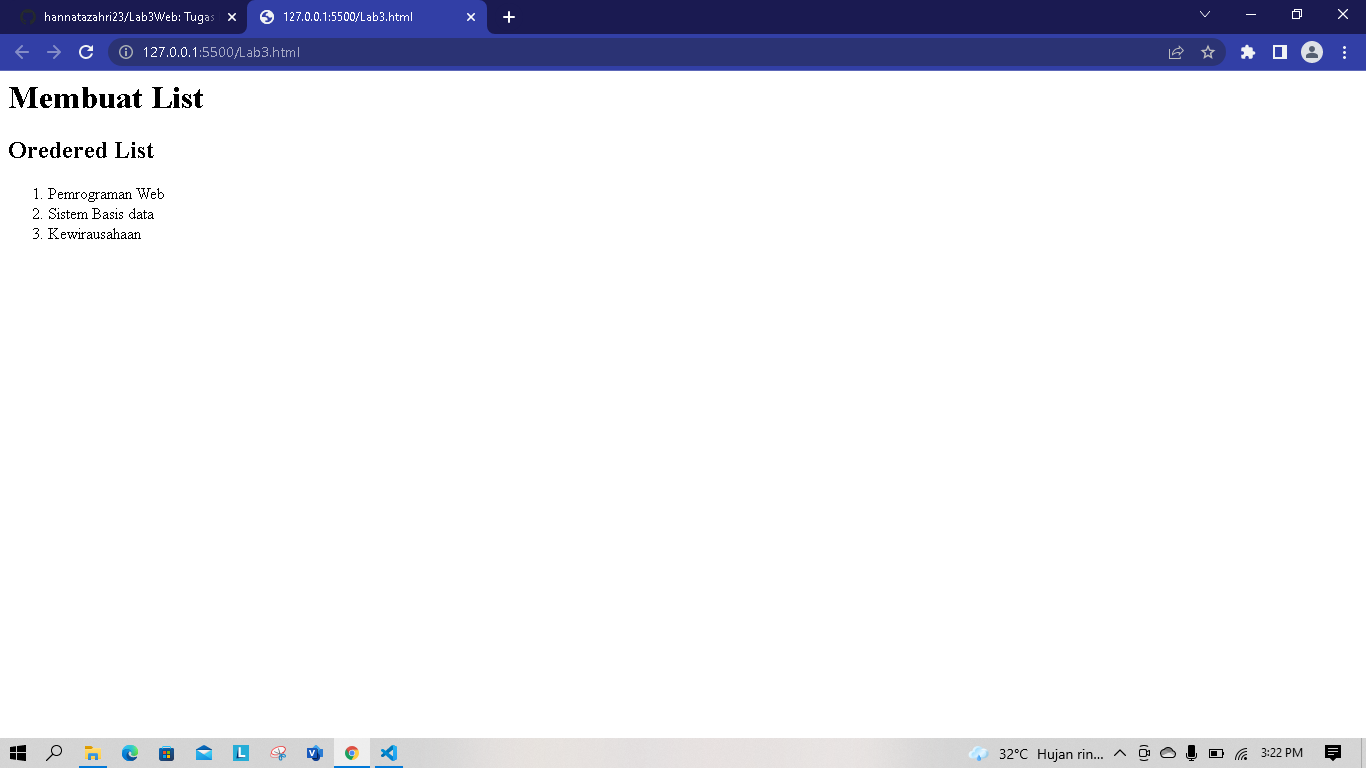 hannatazahri23/Lab3Web: Tugas
127.0.0.1:5500/Lab3.html
127.0.0.1:5500/Lab3.html
Membuat List
Oredered List
1. Pemrograman Web
2. Sistem Basis data
3. Kewirausahaan
32°C Hujan rin...
3:22 PM